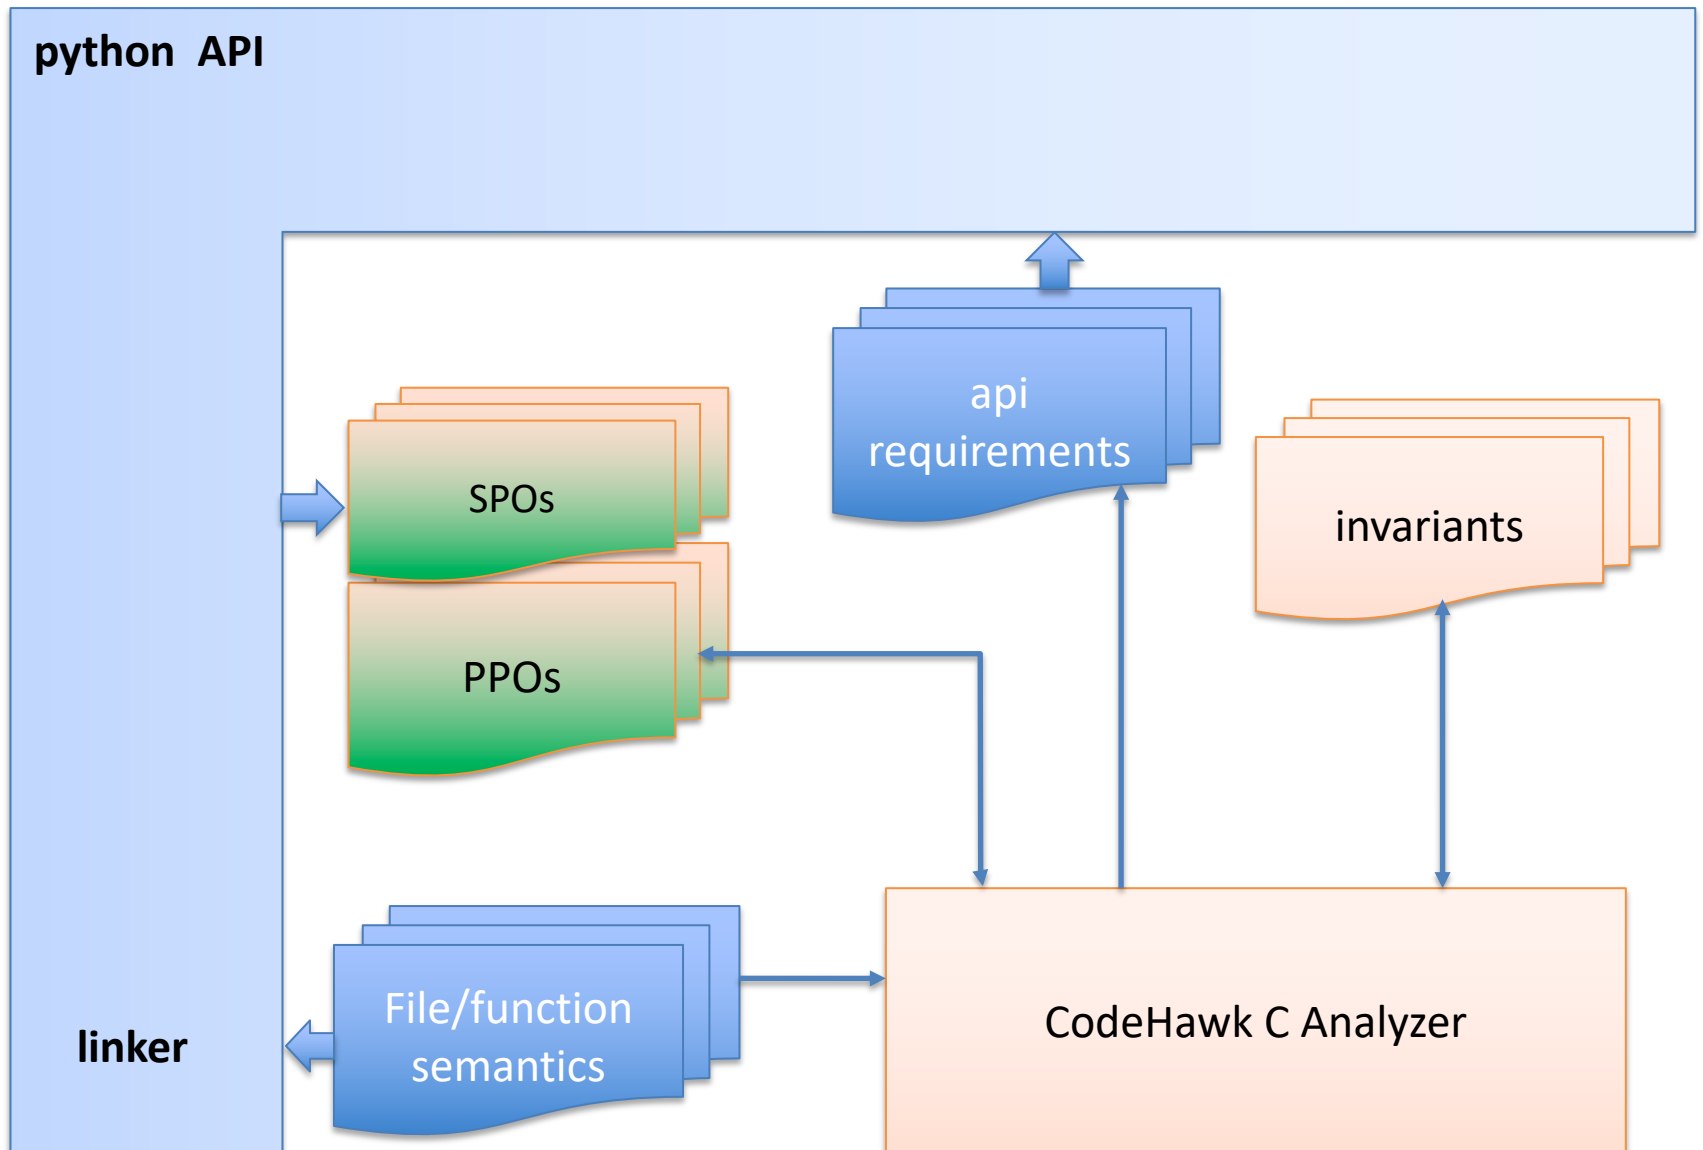 python  API
api
requirements
SPOs
invariants
PPOs
File/function
semantics
CodeHawk C Analyzer
linker